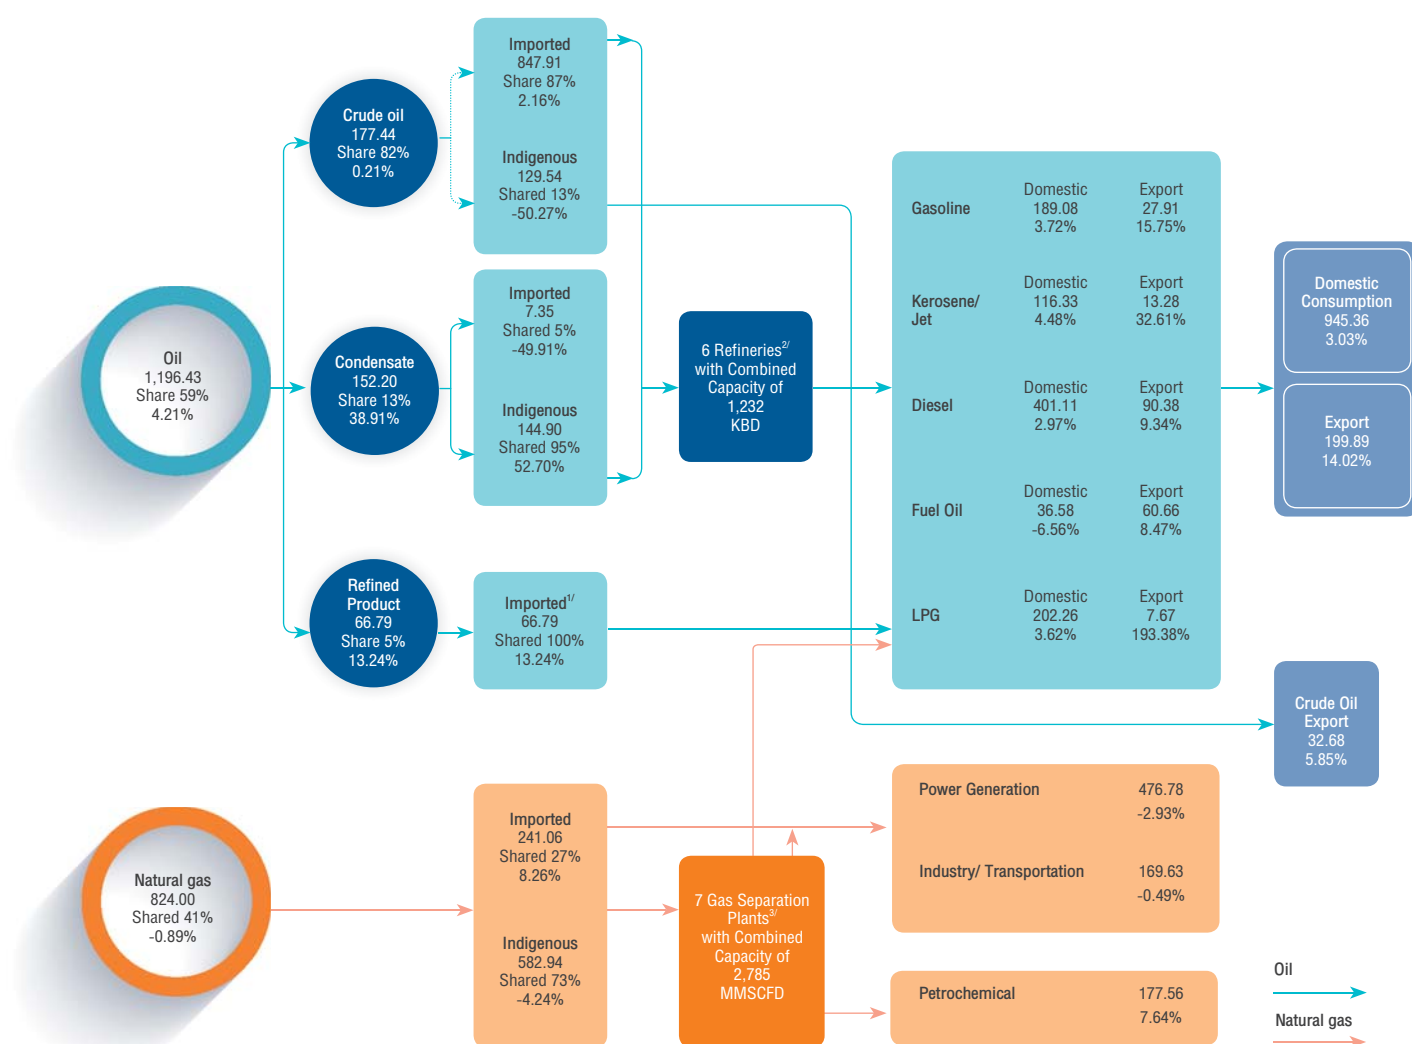 Oil
1,196.43
Share 59%
4.21%
Crude oil
177.44
Share 82%
0.21%
Imported
847.91
Share 87%
2.16%
Indigenous
129.54
Shared 13%
-50.27%
Condensate
152.20
Share 13%
38.91%
Imported
7.35
Shared 5%
-49.91%
Indigenous
144.90
Shared 95%
52.70%
Refined
Product
66.79
Share 5%
13.24%
Imported1/
66.79
Shared 100%
13.24%
6 Refineries2/
with Combined
Capacity of
1,232
KBD
Domestic Export
Gasoline 189.08 27.91
3.72% 15.75%
Domestic Export
Kerosene/ 116.33 13.28
Jet 4.48% 32.61%
Domestic Export
Diesel 401.11 90.38
2.97% 9.34%
Domestic Export
Fuel Oil 36.58 60.66
-6.56% 8.47%
Domestic Export
LPG 202.26 7.67
3.62% 193.38%
Domestic
Consumption
945.36
3.03%
Export
199.89
14.02%
Crude Oil
Export
32.68
5.85%
Natural gas
824.00
Shared 41%
-0.89%
Imported
241.06
Shared 27%
8.26%
Indigenous
582.94
Shared 73%
-4.24%
7 Gas Separation
Plants3/
with Combined
Capacity of
2,785
MMSCFD
Power Generation 476.78
-2.93%
Industry/ Transportation 169.63
-0.49%
Petrochemical 177.56
7.64%
Oil
Natural gas